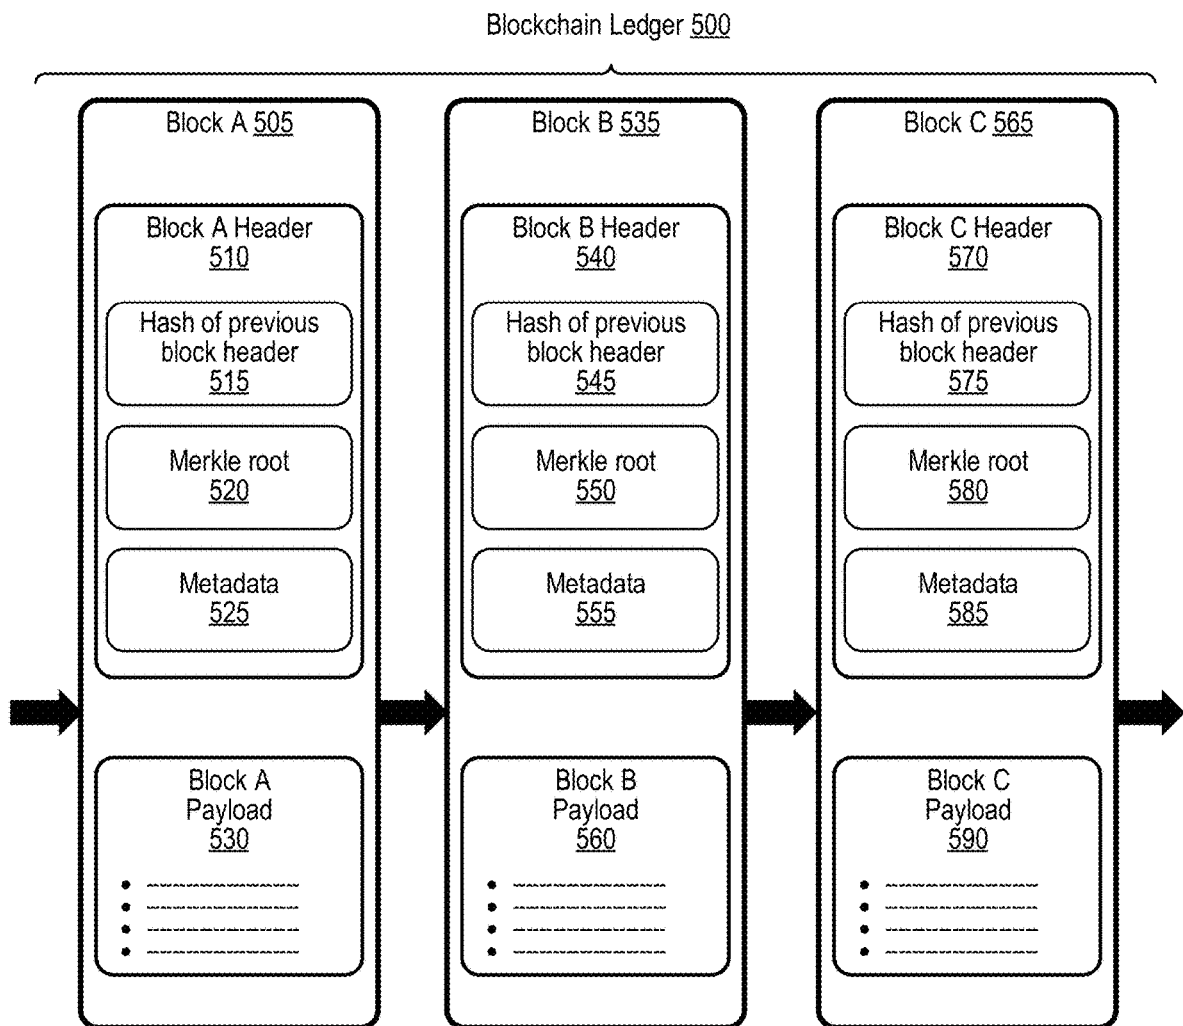 Blockchain Ledger 500
Block A 505
Block A Header
510
Hash of previous
block header
515
Merkle root
520
Metadata
525
Block A
Payload
530
Block B 535
Block B Header
540
Hash of previous
block header
545
Merkle root
550
Metadata
555
Block B
Payload
560
Block C 565
Block C Header
570
Hash of previous
block header
575
Merkle root
580
Metadata
585
Block C
Payload
590